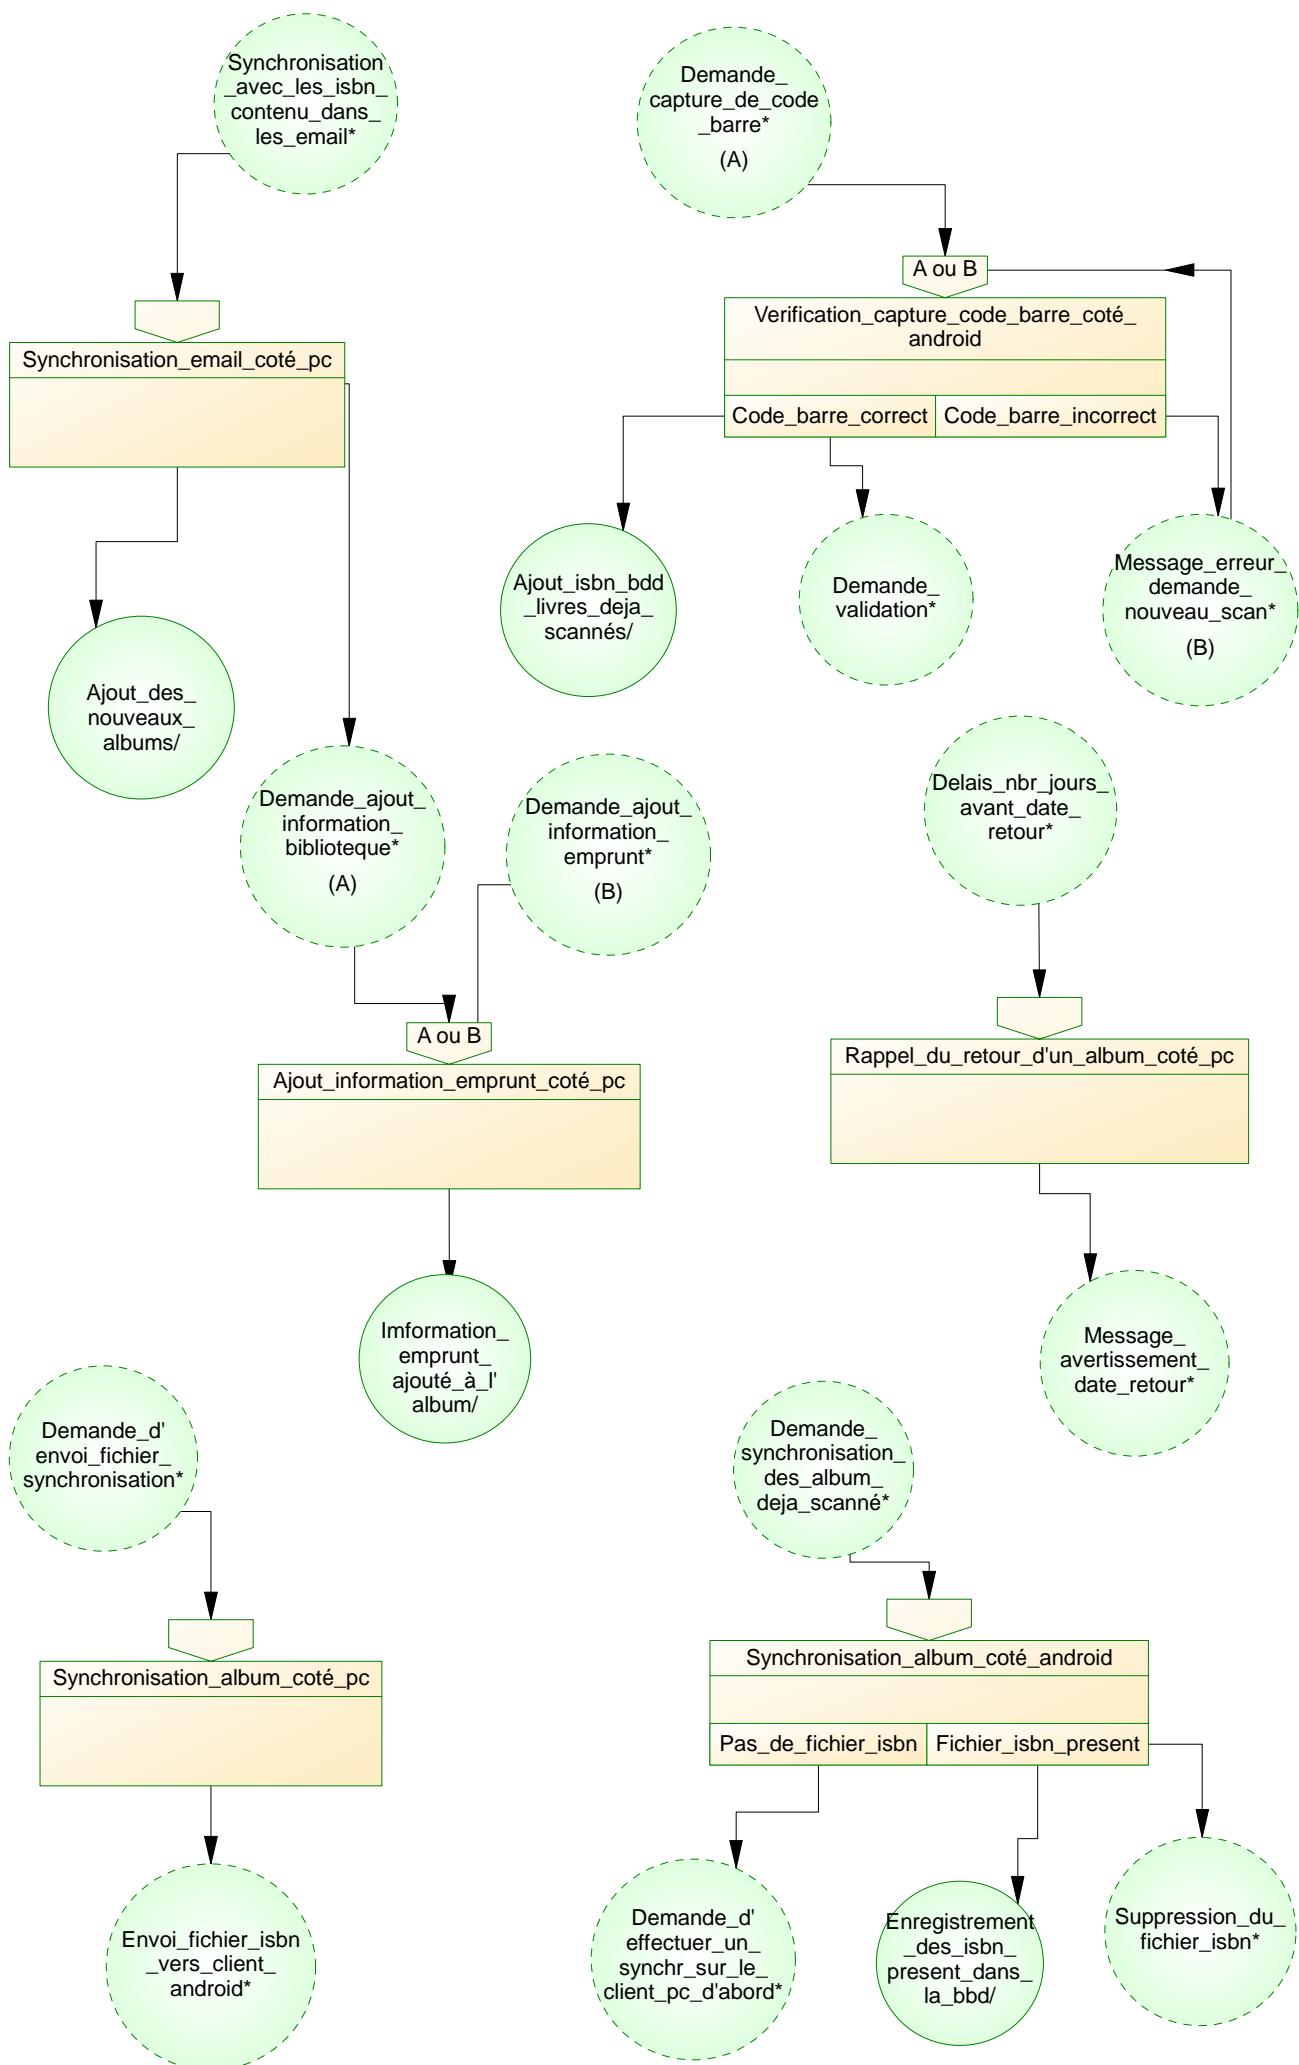 Synchronisation
_avec_les_isbn_
contenu_dans_
les_email*
Demande_
capture_de_code
_barre*
(A)
A ou B
Verification_capture_code_barre_coté_
android
Code_barre_correct
Code_barre_incorrect
Synchronisation_email_coté_pc
Ajout_isbn_bdd
_livres_deja_
scannés/
Demande_
validation*
Message_erreur_
demande_
nouveau_scan*
(B)
Ajout_des_
nouveaux_
albums/
Demande_ajout_
information_
biblioteque*
(A)
Demande_ajout_
information_
emprunt*
(B)
Delais_nbr_jours_
avant_date_
retour*
A ou B
Ajout_information_emprunt_coté_pc
Rappel_du_retour_d'un_album_coté_pc
Imformation_
emprunt_
ajouté_à_l'
album/
Message_
avertissement_
date_retour*
Demande_d'
envoi_fichier_
synchronisation*
Demande_
synchronisation_
des_album_
deja_scanné*
Synchronisation_album_coté_pc
Synchronisation_album_coté_android
Pas_de_fichier_isbn
Fichier_isbn_present
Envoi_fichier_isbn
_vers_client_
android*
Demande_d'
effectuer_un_
synchr_sur_le_
client_pc_d'abord*
Enregistrement
_des_isbn_
present_dans_
la_bbd/
Suppression_du_
fichier_isbn*